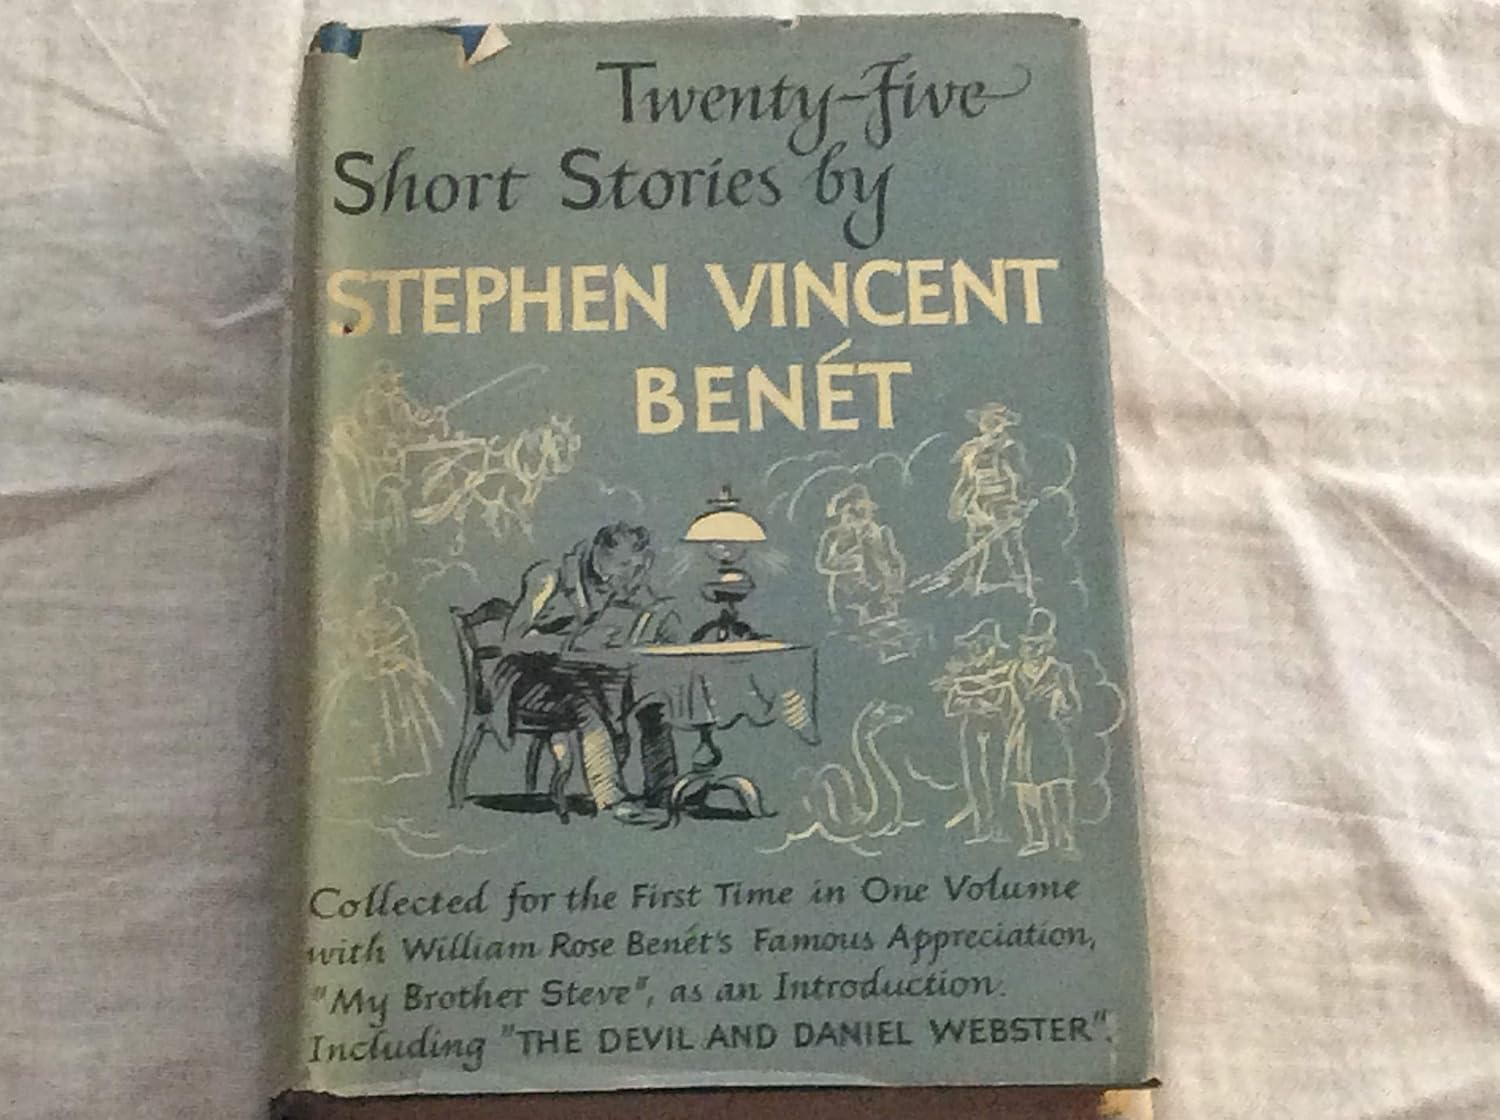 Twenty-Five
Short Stories by
STEPHEN VINCENT
BENÉT
Collected for the First Time in One Volume
with William Rose Benét's Famous Appreciation,
"My Brother Steve", as an Introduction.
Including "THE DEVIL AND DANIEL WEBSTER".